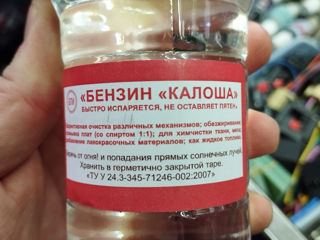 «БЕНЗИН «КАЛОША»
БЫСТРО ИСПАРЯЕТСЯ, НЕ ОСТАВЛЯЕТ ПЯТЕН.
очистка различных механизмов; обезжиривание
плат (со спиртом 1:1); для химчистки ткани,
лакокрасочных материалов; как жидкое
от огня! и попадания прямых солнечных лучей.
Хранить в герметично закрытой таре.
«ТУ У 24.3-345-71246-002:2007»